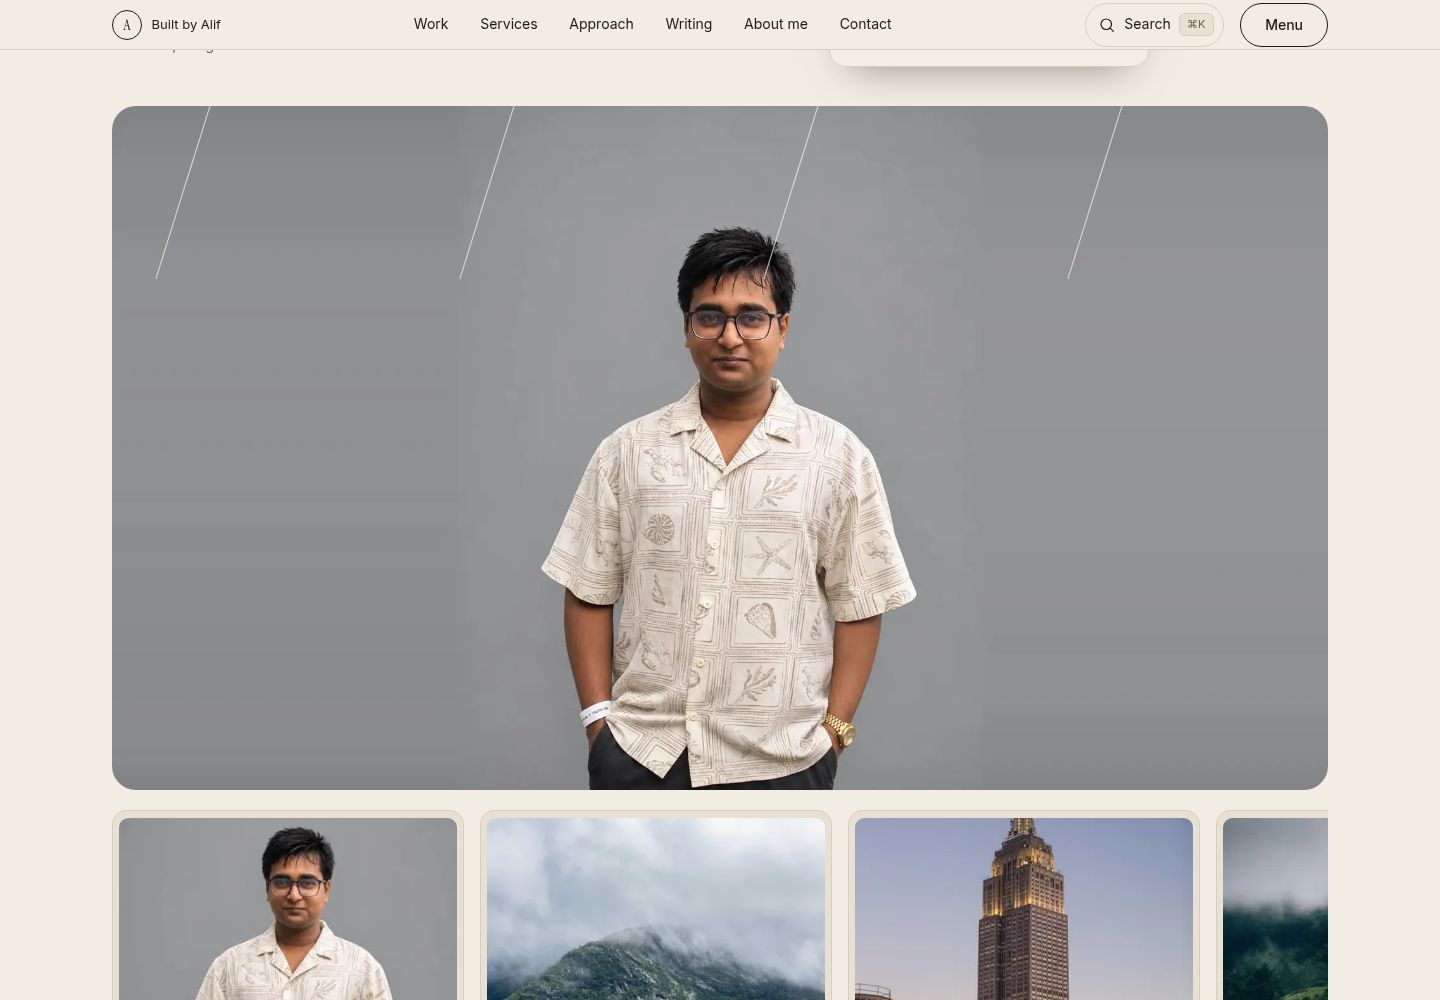 A
Built by Alif
Work
Services
Approach
Writing
About me
Contact
Search
⌘K
Menu